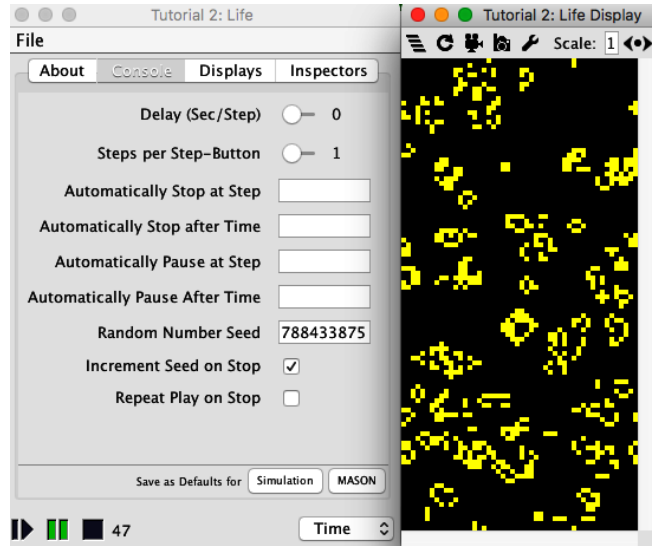 Tutorial 2: Life
File
About Console Displays Inspectors
Delay (Sec/Step) 0
Steps per Step-Button 1
Automatically Stop at Step
Automatically Stop after Time
Automatically Pause at Step
Automatically Pause After Time
Random Number Seed 788433875
Increment Seed on Stop
Repeat Play on Stop
Save as Defaults for Simulation MASON
47 Time
Tutorial 2: Life Display
Scale: 1